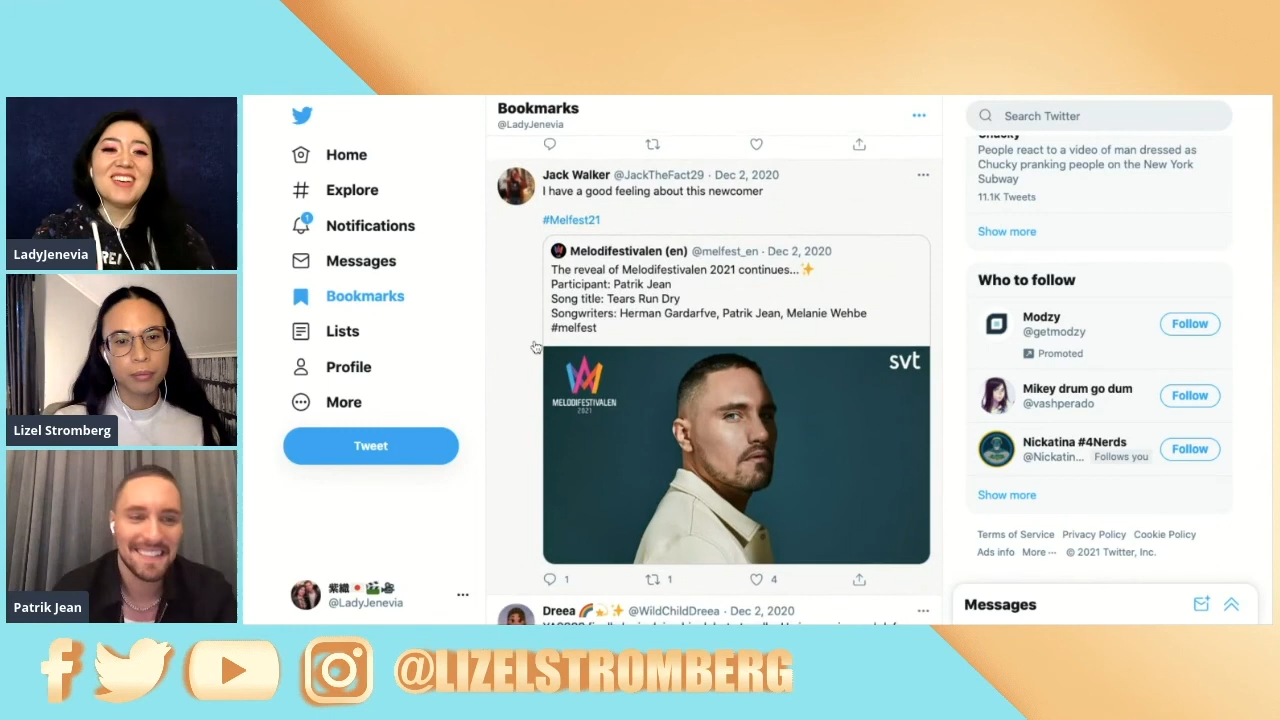 LadyJenevia
RE!
Lizel Stromberg
Patrik Jean
Home
Explore
1
Notifications
Messages
Bookmarks
Lists
Profile
More
Tweet
紫織🇯🇵🎬🎥
@LadyJenevia
Bookmarks
@LadyJenevia
Jack Walker @JackTheFact29 · Dec 2, 2020
I have a good feeling about this newcomer
#Melfest21
Melodifestivalen (en) @melfest_en · Dec 2, 2020
The reveal of Melodifestivalen 2021 continues...✨
Participant: Patrik Jean
Song title: Tears Run Dry
Songwriters: Herman Gardarfve, Patrik Jean, Melanie Wehbe
#melfest
MELODIFESTIVALEN
2021
svt
1 1 4
Dreea 🌈💫✨ @WildChildDreea · Dec 2, 2020
Search Twitter
Chucky
People react to a video of man dressed as
Chucky pranking people on the New York
Subway
11.1K Tweets
Show more
Who to follow
Modzy
@getmodzy
Follow
Promoted
Mikey drum go dum
@vashperado
Follow
Nickatina #4Nerds
@Nickatin... Follows you
Follow
Show more
Terms of Service Privacy Policy Cookie Policy
Ads info More ··· © 2021 Twitter, Inc.
Messages
@LIZELSTROMBERG